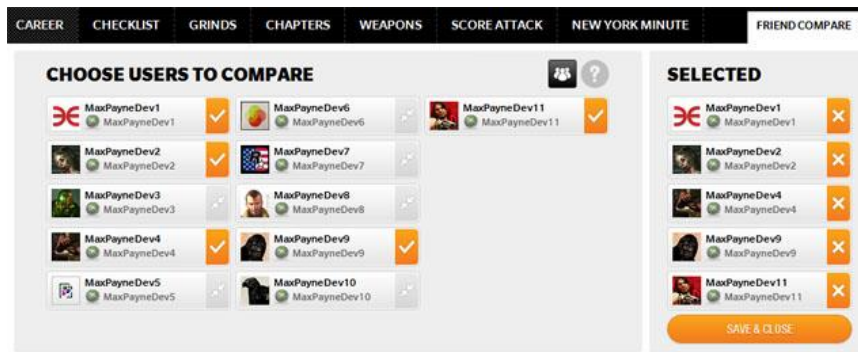 CAREER CHECKLIST GRINDS CHAPTERS WEAPONS SCORE ATTACK NEW YORK MINUTE FRIEND COMPARE
CHOOSE USERS TO COMPARE
?
MaxPayneDev1
MaxPayneDev1
MaxPayneDev2
MaxPayneDev2
MaxPayneDev3
MaxPayneDev3
MaxPayneDev4
MaxPayneDev4
MaxPayneDev5
MaxPayneDev5
MaxPayneDev6
MaxPayneDev6
MaxPayneDev7
MaxPayneDev7
MaxPayneDev8
MaxPayneDev8
MaxPayneDev9
MaxPayneDev9
MaxPayneDev10
MaxPayneDev10
MaxPayneDev11
MaxPayneDev11
SELECTED
MaxPayneDev1
MaxPayneDev1
MaxPayneDev2
MaxPayneDev2
MaxPayneDev4
MaxPayneDev4
MaxPayneDev9
MaxPayneDev9
MaxPayneDev11
MaxPayneDev11
SAVE & CLOSE